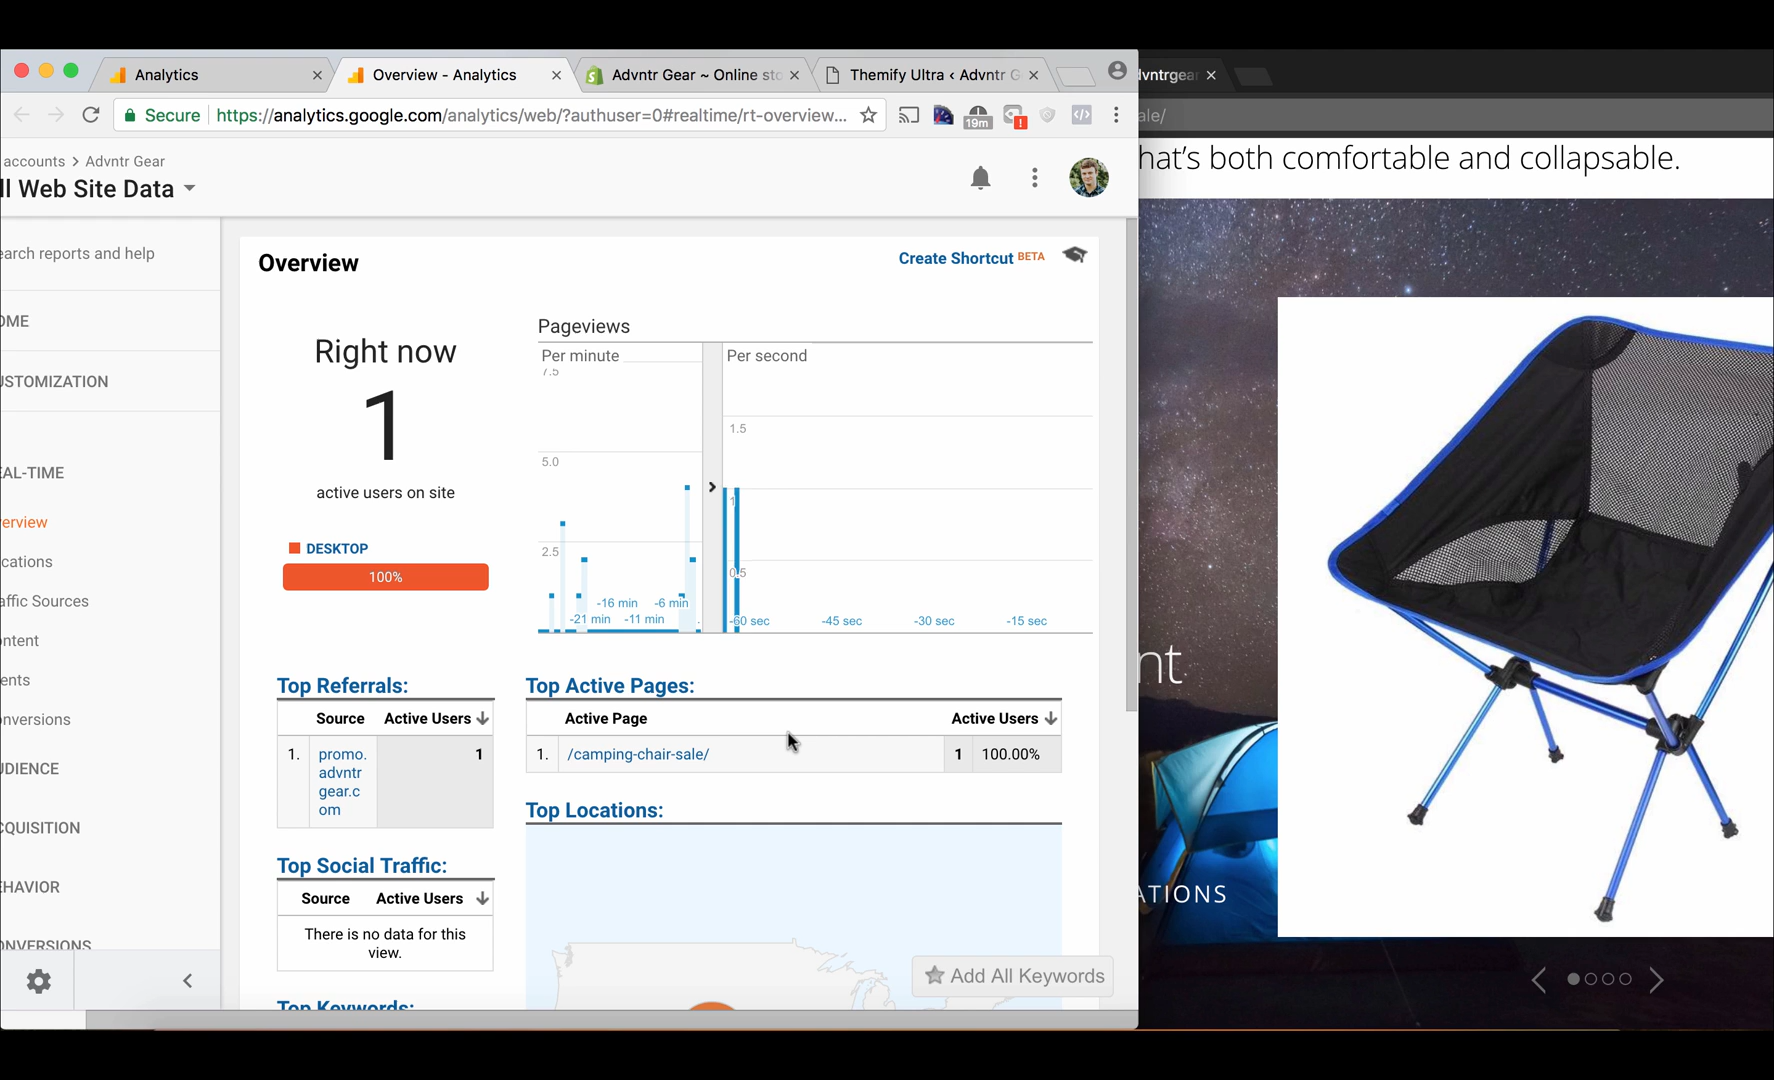 Analytics
Overview - Analytics
Advntr Gear ~ Online sto
Themify Ultra ‹ Advntr G
dvntrgear
Secure
https://analytics.google.com/analytics/web/?authuser=0#realtime/rt-overview...
19m
ale/
accounts > Advntr Gear
ll Web Site Data
hat's both comfortable and collapsable.
earch reports and help
OME
USTOMIZATION
EAL-TIME
erview
cations
affic Sources
ontent
ents
onversions
UDIENCE
CQUISITION
EHAVIOR
ONVERSIONS
Overview
Create Shortcut BETA
Right now
1
active users on site
DESKTOP
100%
Pageviews
Per minute
Per second
7.5
5.0
2.5
-16 min
-6 min
-21 min
-11 min
1.5
1
0.5
-60 sec
-45 sec
-30 sec
-15 sec
Top Referrals:
Source Active Users
1. promo.
advntr
gear.c
om
1
Top Active Pages:
Active Page Active Users
1. /camping-chair-sale/ 1 100.00%
Top Social Traffic:
Source Active Users
There is no data for this
view.
Top Keywords:
Top Locations:
Add All Keywords
nt
ATIONS